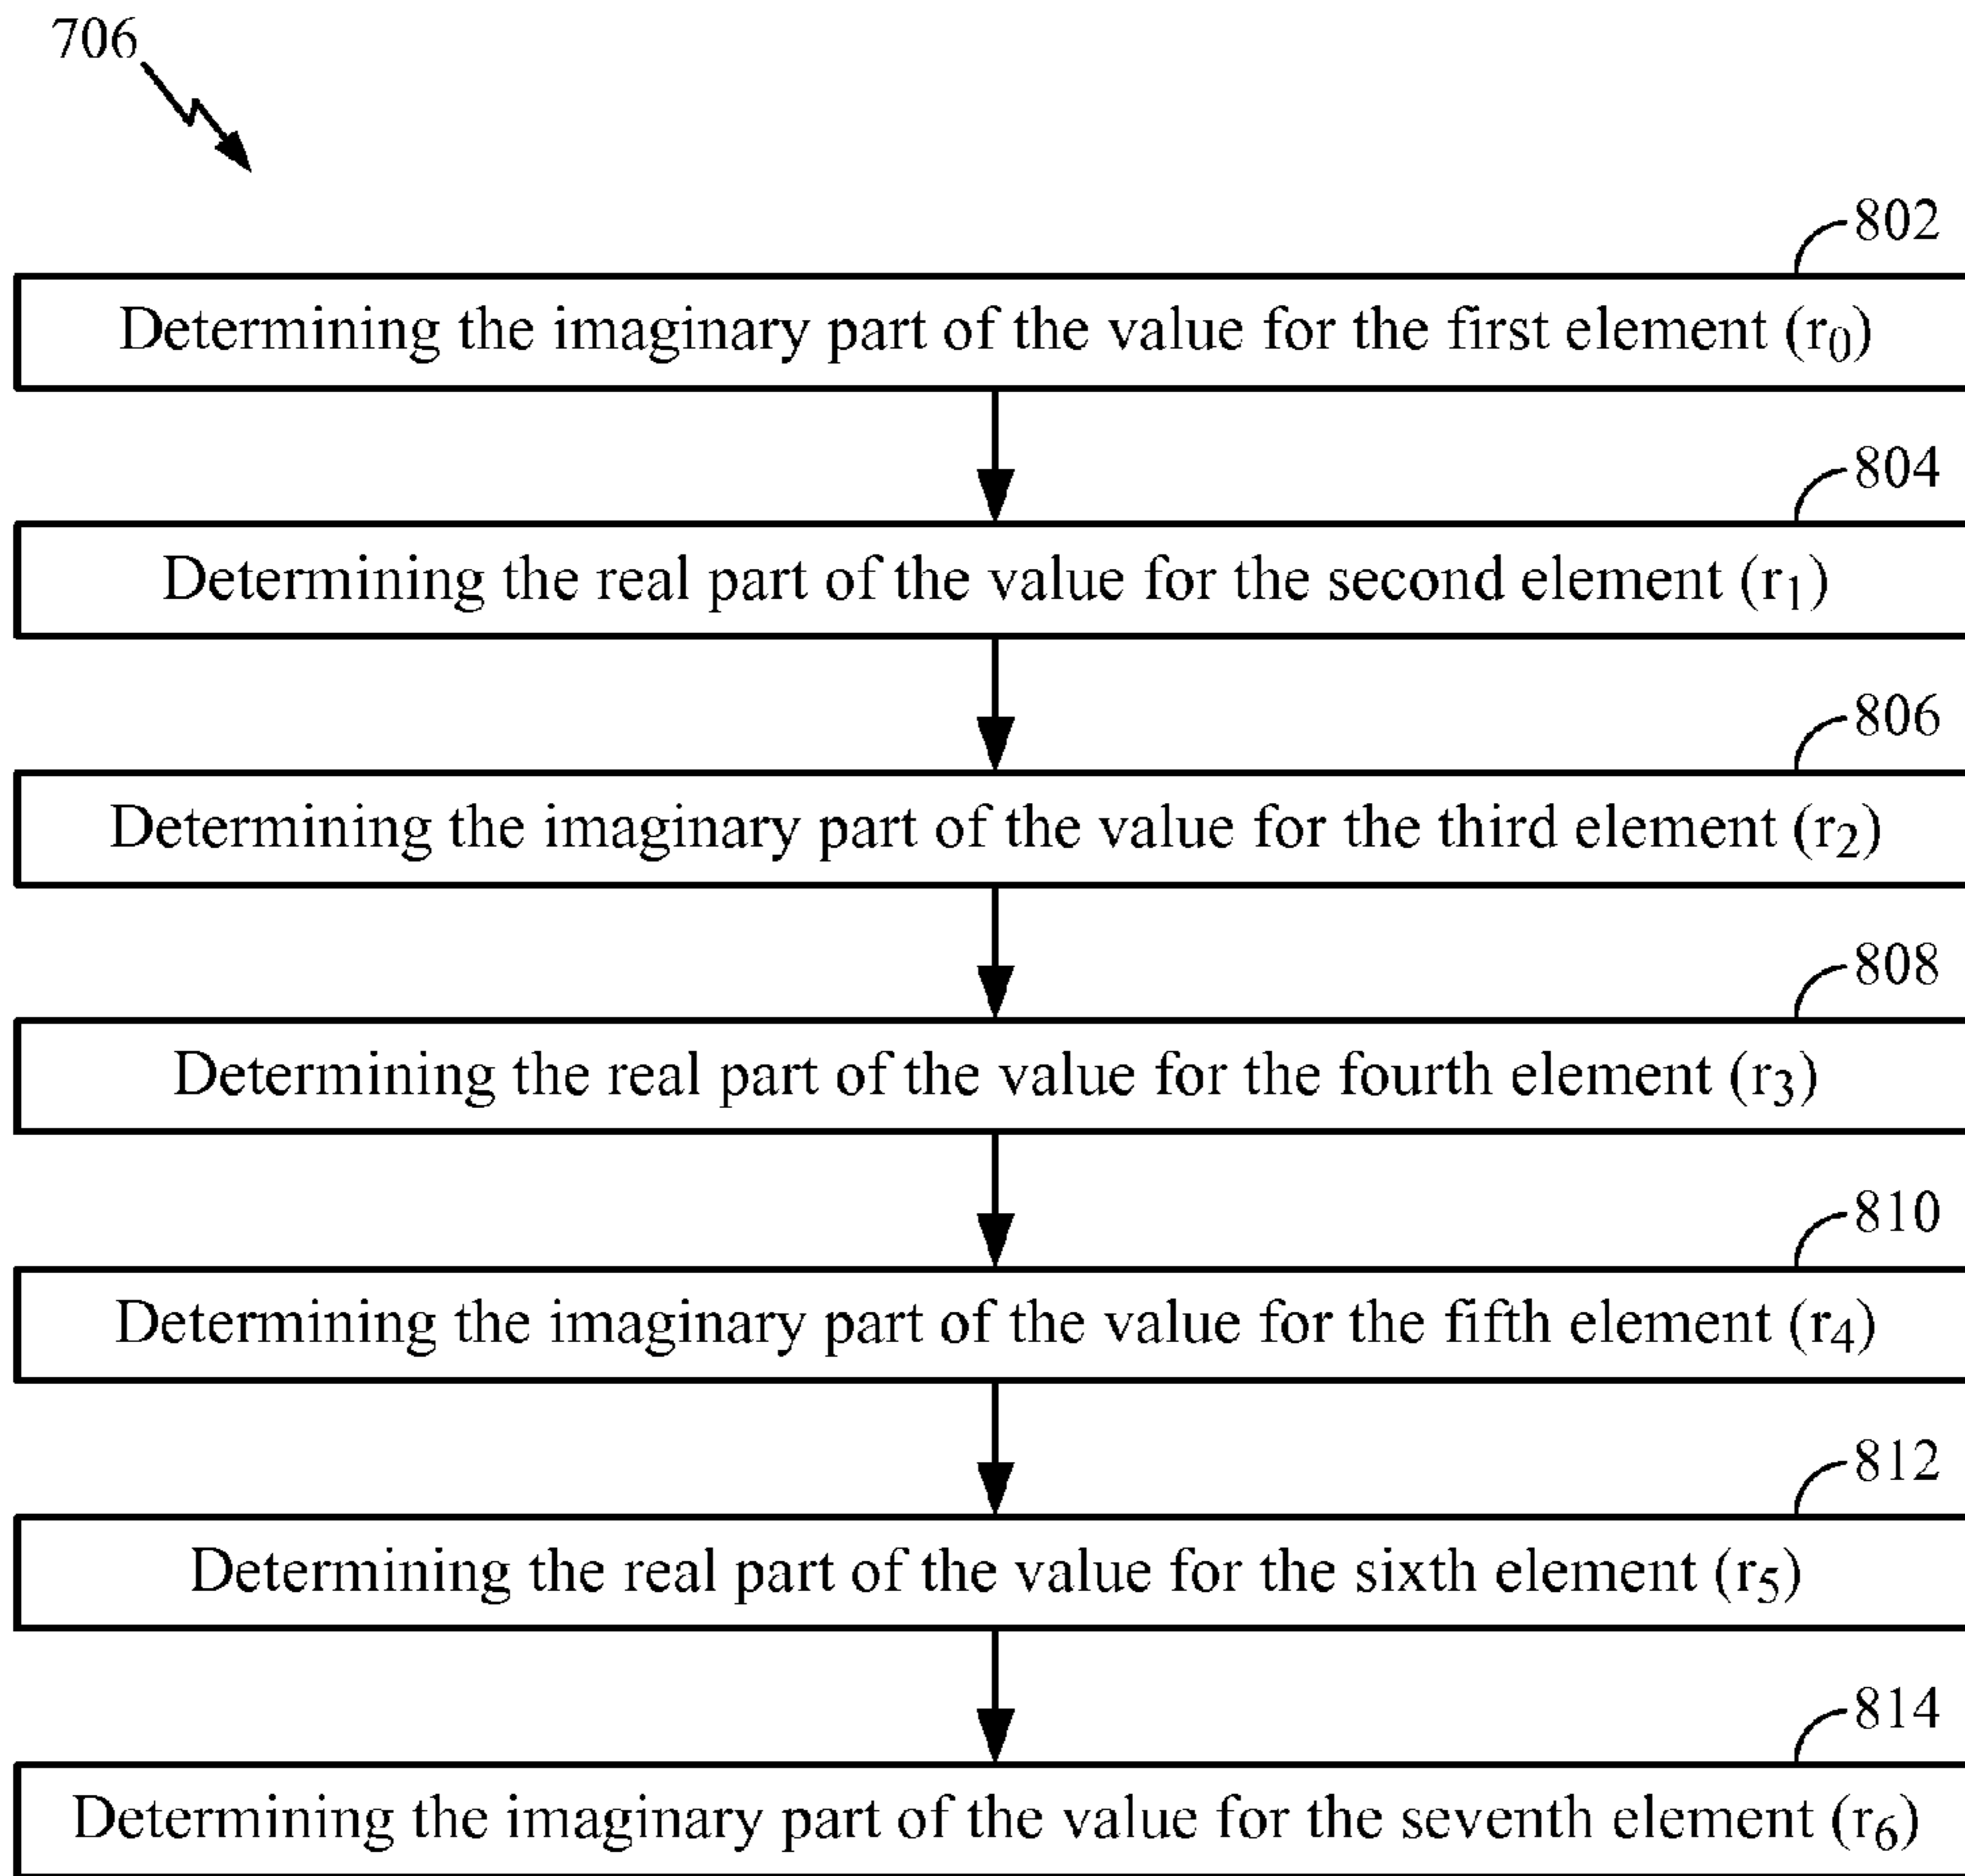 706
802
Determining the imaginary part of the value for the first element (r0)
804
Determining the real part of the value for the second element (r1)
806
Determining the imaginary part of the value for the third element (r2)
808
Determining the real part of the value for the fourth element (r3)
810
Determining the imaginary part of the value for the fifth element (r4)
812
Determining the real part of the value for the sixth element (r5)
814
Determining the imaginary part of the value for the seventh element (r6)